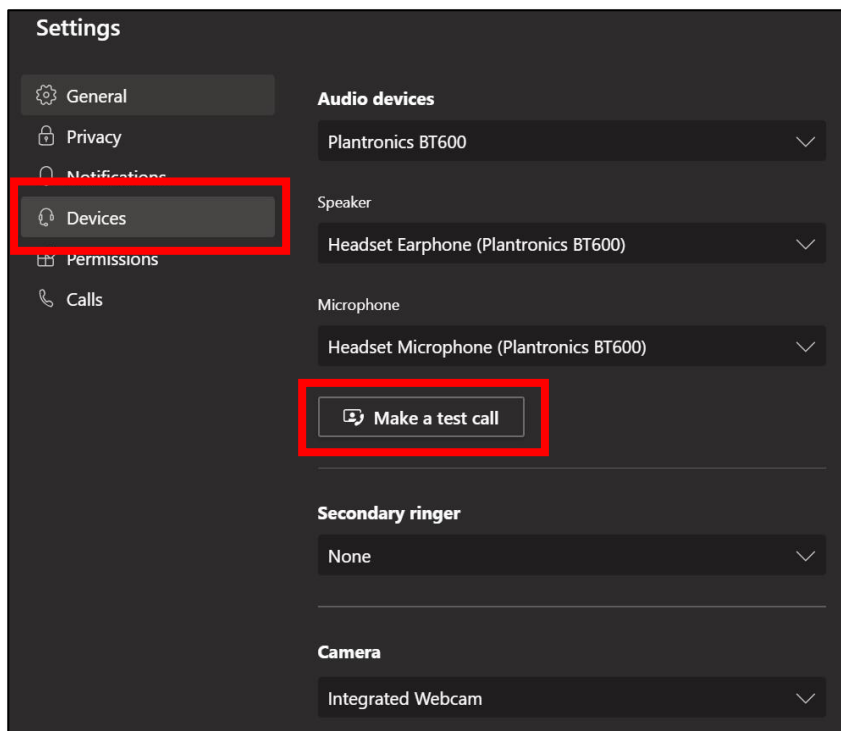 Settings
General
Privacy
Notifications
Devices
Permissions
Calls
Audio devices
Plantronics BT600
Speaker
Headset Earphone (Plantronics BT600)
Microphone
Headset Microphone (Plantronics BT600)
Make a test call
Secondary ringer
None
Camera
Integrated Webcam